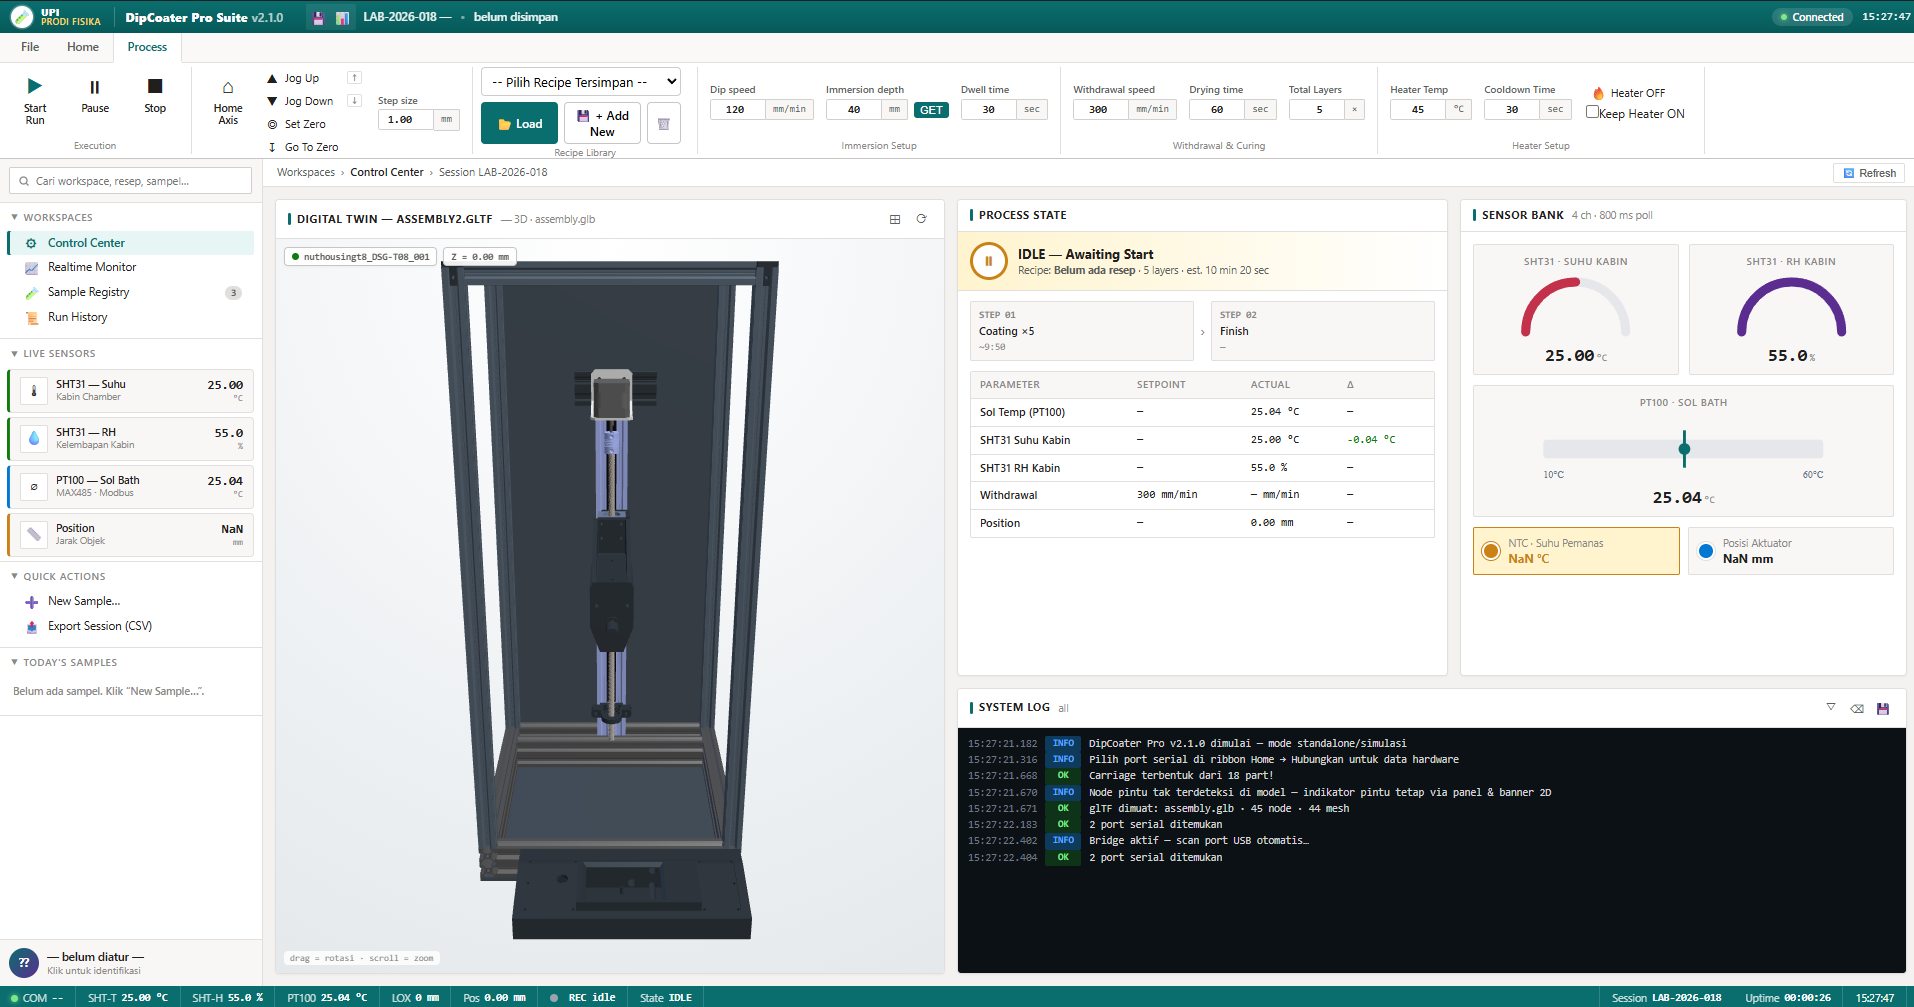 UPI
PRODI FISIKA
DipCoater Pro Suite v2.1.0
LAB-2026-018 — • belum disimpan
Connected
15:27:47
File
Home
Process
Start Run
Pause
Stop
Execution
Home Axis
Jog Up ↑
Jog Down ↓
Set Zero
Go To Zero
Step size
1.00 mm
-- Pilih Recipe Tersimpan --
Load
+ Add New
Recipe Library
Dip speed
120 mm/min
Immersion depth
40 mm
GET
Dwell time
30 sec
Immersion Setup
Withdrawal speed
300 mm/min
Drying time
60 sec
Total Layers
5 ×
Withdrawal & Curing
Heater Temp
45 °C
Cooldown Time
30 sec
Heater OFF
Keep Heater ON
Heater Setup
Cari workspace, resep, sampel...
Workspaces › Control Center › Session LAB-2026-018
Refresh
WORKSPACES
Control Center
Realtime Monitor
Sample Registry 3
Run History
LIVE SENSORS
SHT31 — Suhu 25.00
Kabin Chamber °C
SHT31 — RH 55.0
Kelembapan Kabin %
PT100 — Sol Bath 25.04
MAX485 · Modbus °C
Position NaN
Jarak Objek mm
QUICK ACTIONS
New Sample...
Export Session (CSV)
TODAY'S SAMPLES
Belum ada sampel. Klik “New Sample...”.
?? — belum diatur —
Klik untuk identifikasi
DIGITAL TWIN — ASSEMBLY2.GLTF — 3D · assembly.glb
nuthousingt8_DSG-T08_001
Z = 0.00 mm
drag = rotasi · scroll = zoom
PROCESS STATE
IDLE — Awaiting Start
Recipe: Belum ada resep · 5 layers · est. 10 min 20 sec
STEP 01
Coating ×5
~9:50
›
STEP 02
Finish
—
PARAMETER SETPOINT ACTUAL Δ
Sol Temp (PT100) — 25.04 °C —
SHT31 Suhu Kabin — 25.00 °C -0.04 °C
SHT31 RH Kabin — 55.0 % —
Withdrawal 300 mm/min — mm/min —
Position — 0.00 mm —
SENSOR BANK 4 ch · 800 ms poll
SHT31 · SUHU KABIN
25.00 °C
SHT31 · RH KABIN
55.0 %
PT100 · SOL BATH
10°C 60°C
25.04 °C
NTC · Suhu Pemanas
NaN °C
Posisi Aktuator
NaN mm
SYSTEM LOG all
15:27:21.182 INFO DipCoater Pro v2.1.0 dimulai — mode standalone/simulasi
15:27:21.316 INFO Pilih port serial di ribbon Home → Hubungkan untuk data hardware
15:27:21.668 OK Carriage terbentuk dari 18 part!
15:27:21.670 INFO Node pintu tak terdeteksi di model — indikator pintu tetap via panel & banner 2D
15:27:21.671 OK glTF dimuat: assembly.glb · 45 node · 44 mesh
15:27:22.183 OK 2 port serial ditemukan
15:27:22.402 INFO Bridge aktif — scan port USB otomatis…
15:27:22.404 OK 2 port serial ditemukan
COM -- SHT-T 25.00 °C SHT-H 55.0 % PT100 25.04 °C LOX 0 mm Pos 0.00 mm REC idle State IDLE Session LAB-2026-018 Uptime 00:00:26 15:27:47